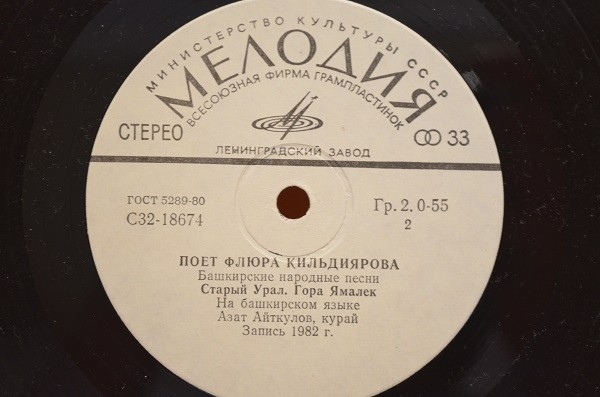 МИНИСТЕРСТВО КУЛЬТУРЫ СССР
МЕЛОДИЯ
ВСЕСОЮЗНАЯ ФИРМА ГРАМПЛАСТИНОК
СТЕРЕО
33
ЛЕНИНГРАДСКИЙ ЗАВОД
ГОСТ 5289-80
С32-18674
Гр. 2. 0-55
2
ПОЕТ ФЛЮРА КИЛЬДИЯРОВА
Башкирские народные песни
Старый Урал. Гора Ямалек
На башкирском языке
Азат Айткулов, курай
Запись 1982 г.